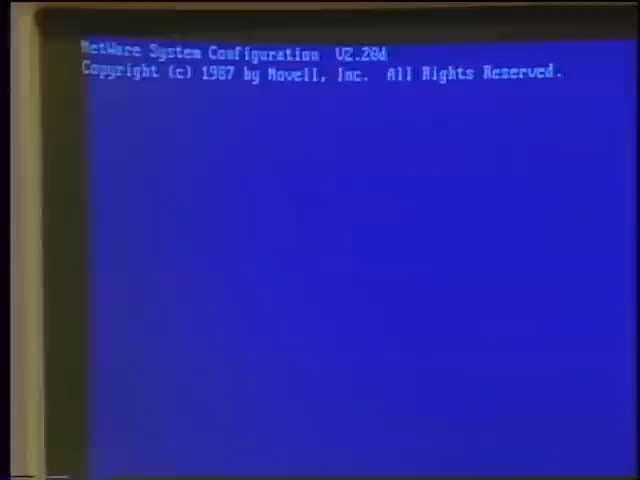 NetWare System Configuration V2.20d
Copyright (c) 1987 by Novell, Inc. All Rights Reserved.